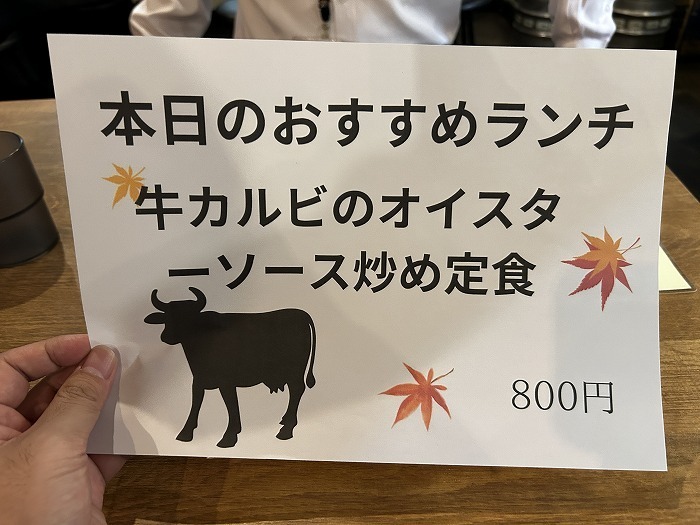 本日のおすすめランチ
牛カルビのオイスタ
ーソース炒め定食
800円